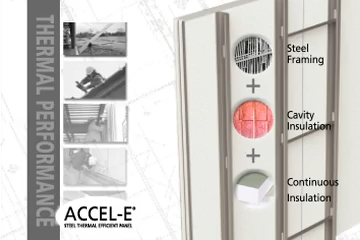 THERMAL PERFORMANCE
Steel
Framing
+
Cavity
Insulation
+
Continuous
Insulation
ACCEL-E®
STEEL THERMAL EFFICIENT PANEL